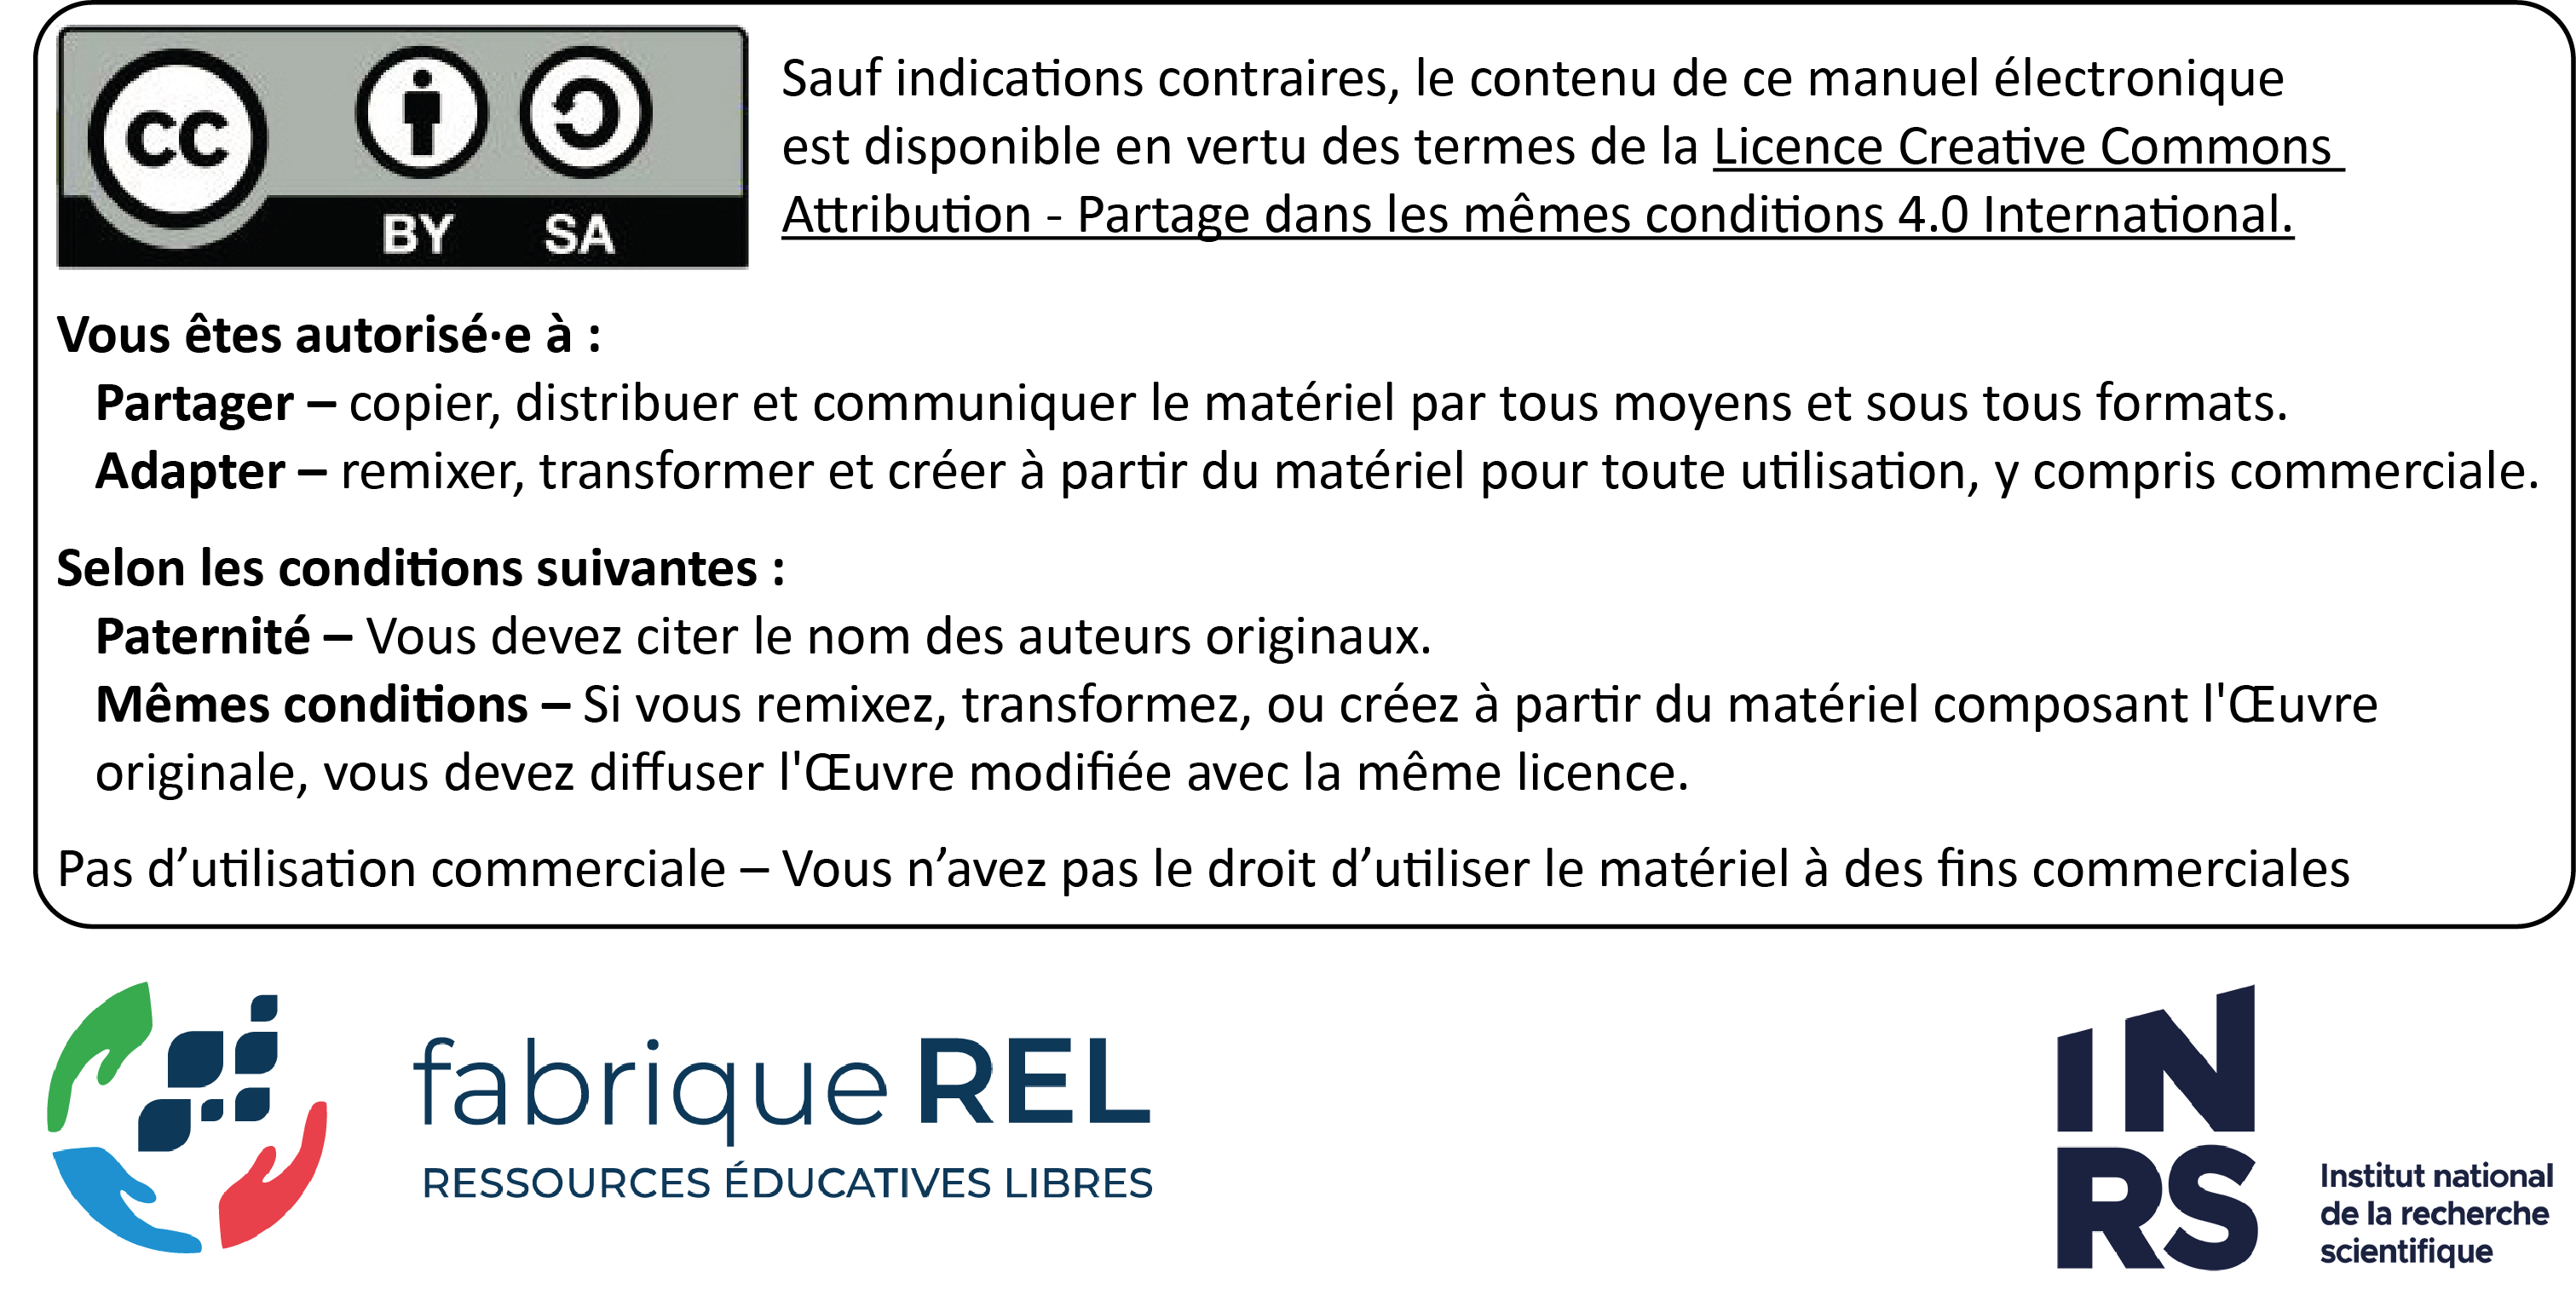 cc
BY SA
Sauf indications contraires, le contenu de ce manuel électronique
est disponible en vertu des termes de la Licence Creative Commons
Attribution - Partage dans les mêmes conditions 4.0 International.
Vous êtes autorisé·e à :
Partager – copier, distribuer et communiquer le matériel par tous moyens et sous tous formats.
Adapter – remixer, transformer et créer à partir du matériel pour toute utilisation, y compris commerciale.
Selon les conditions suivantes :
Paternité – Vous devez citer le nom des auteurs originaux.
Mêmes conditions – Si vous remixez, transformez, ou créez à partir du matériel composant l'Œuvre
originale, vous devez diffuser l'Œuvre modifiée avec la même licence.
Pas d’utilisation commerciale – Vous n’avez pas le droit d’utiliser le matériel à des fins commerciales
fabrique REL
RESSOURCES ÉDUCATIVES LIBRES
IN
RS
Institut national
de la recherche
scientifique